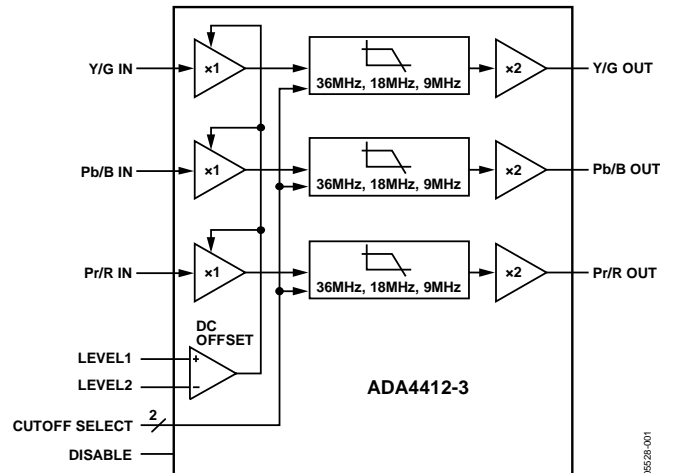 Y/G IN
×1
36MHz, 18MHz, 9MHz
×2
Y/G OUT
Pb/B IN
×1
36MHz, 18MHz, 9MHz
×2
Pb/B OUT
Pr/R IN
×1
36MHz, 18MHz, 9MHz
×2
Pr/R OUT
DC
OFFSET
LEVEL1
+
LEVEL2
–
ADA4412-3
CUTOFF SELECT
2
DISABLE
05528-001